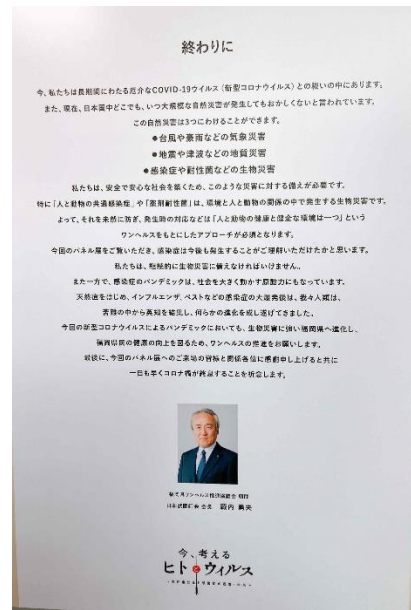 終わりに
今、私たちは長期間にわたる厄介なCOVID-19ウイルス(新型コロナウイルス)との戦いの中にあります。
また、現在、日本国中どこでも、いつ大規模な自然災害が発生してもおかしくないと言われています。
この自然災害は3つにわけることができます。
●台風や豪雨などの気象災害
●地震や津波などの地質災害
●感染症や耐性菌などの生物災害
私たちは、安全で安心な社会を築くため、このような災害に対する備えが必要です。
特に「人と動物の共通感染症」や「薬剤耐性菌」は、環境と人と動物の関係の中で発生する生物災害です。
よって、それを未然に防ぎ、発生時の対応などは「人と動物の健康と健全な環境は一つ」という
ワンヘルスをもとにしたアプローチが必須となります。
今回のパネル展をご覧いただき、感染症は今後も発生することがご理解いただけたかと思います。
私たちは、継続的に生物災害に備えなければいけません。
また一方で、感染症のパンデミックは、社会を大きく動かす原動力にもなっています。
天然痘をはじめ、インフルエンザ、ペストなどの感染症の大爆発後は、我々人類は、
苦難の中から英知を結集し、何らかの進化を成し遂げてきました。
今回の新型コロナウイルスによるパンデミックにおいても、生物災害に強い福岡県へ進化し、
福岡県民の健康の向上を図るため、ワンヘルスの推進をお願いします。
最後に、今回のパネル展へのご来場の皆様と関係各位に感謝申し上げると共に
一日も早くコロナ禍が終息することを祈念します。
会長 藏内 勇夫
今、考える
ヒトとウイルス